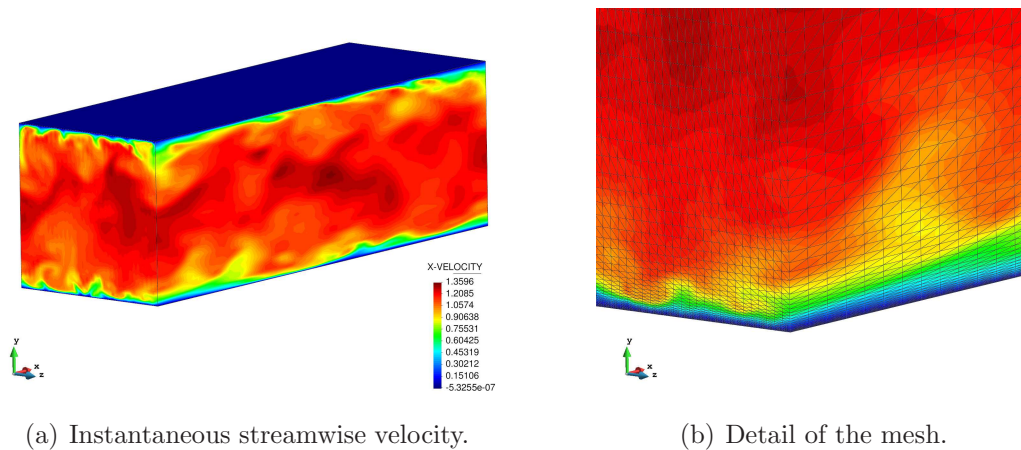 X-VELOCITY
1.3596
1.2085
1.0574
0.90638
0.75531
0.60425
0.45319
0.30212
0.15106
-5.3255e-07
y
x
z
y
x
z
(a) Instantaneous streamwise velocity.
(b) Detail of the mesh.